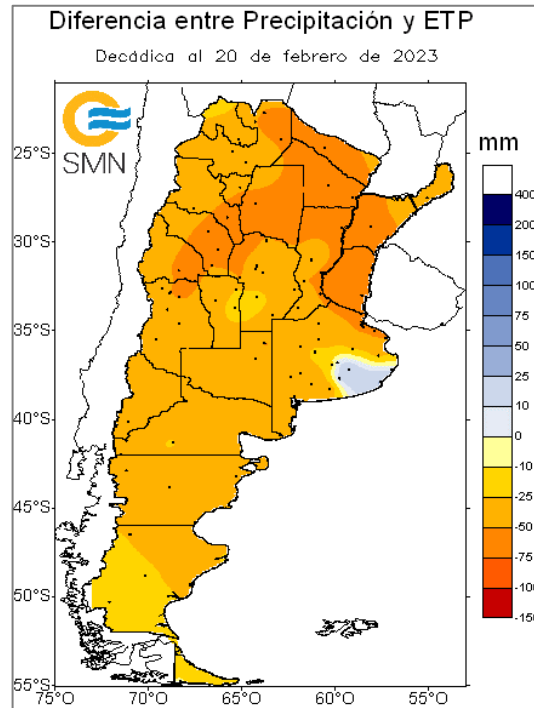 Diferencia entre Precipitación y ETP
Decádica al 20 de febrero de 2023
SMN
mm
400
200
150
100
75
50
25
10
0
-10
-25
-50
-75
-100
-150
25°S
30°S
35°S
40°S
45°S
50°S
55°S
75°O
70°O
65°O
60°O
55°O